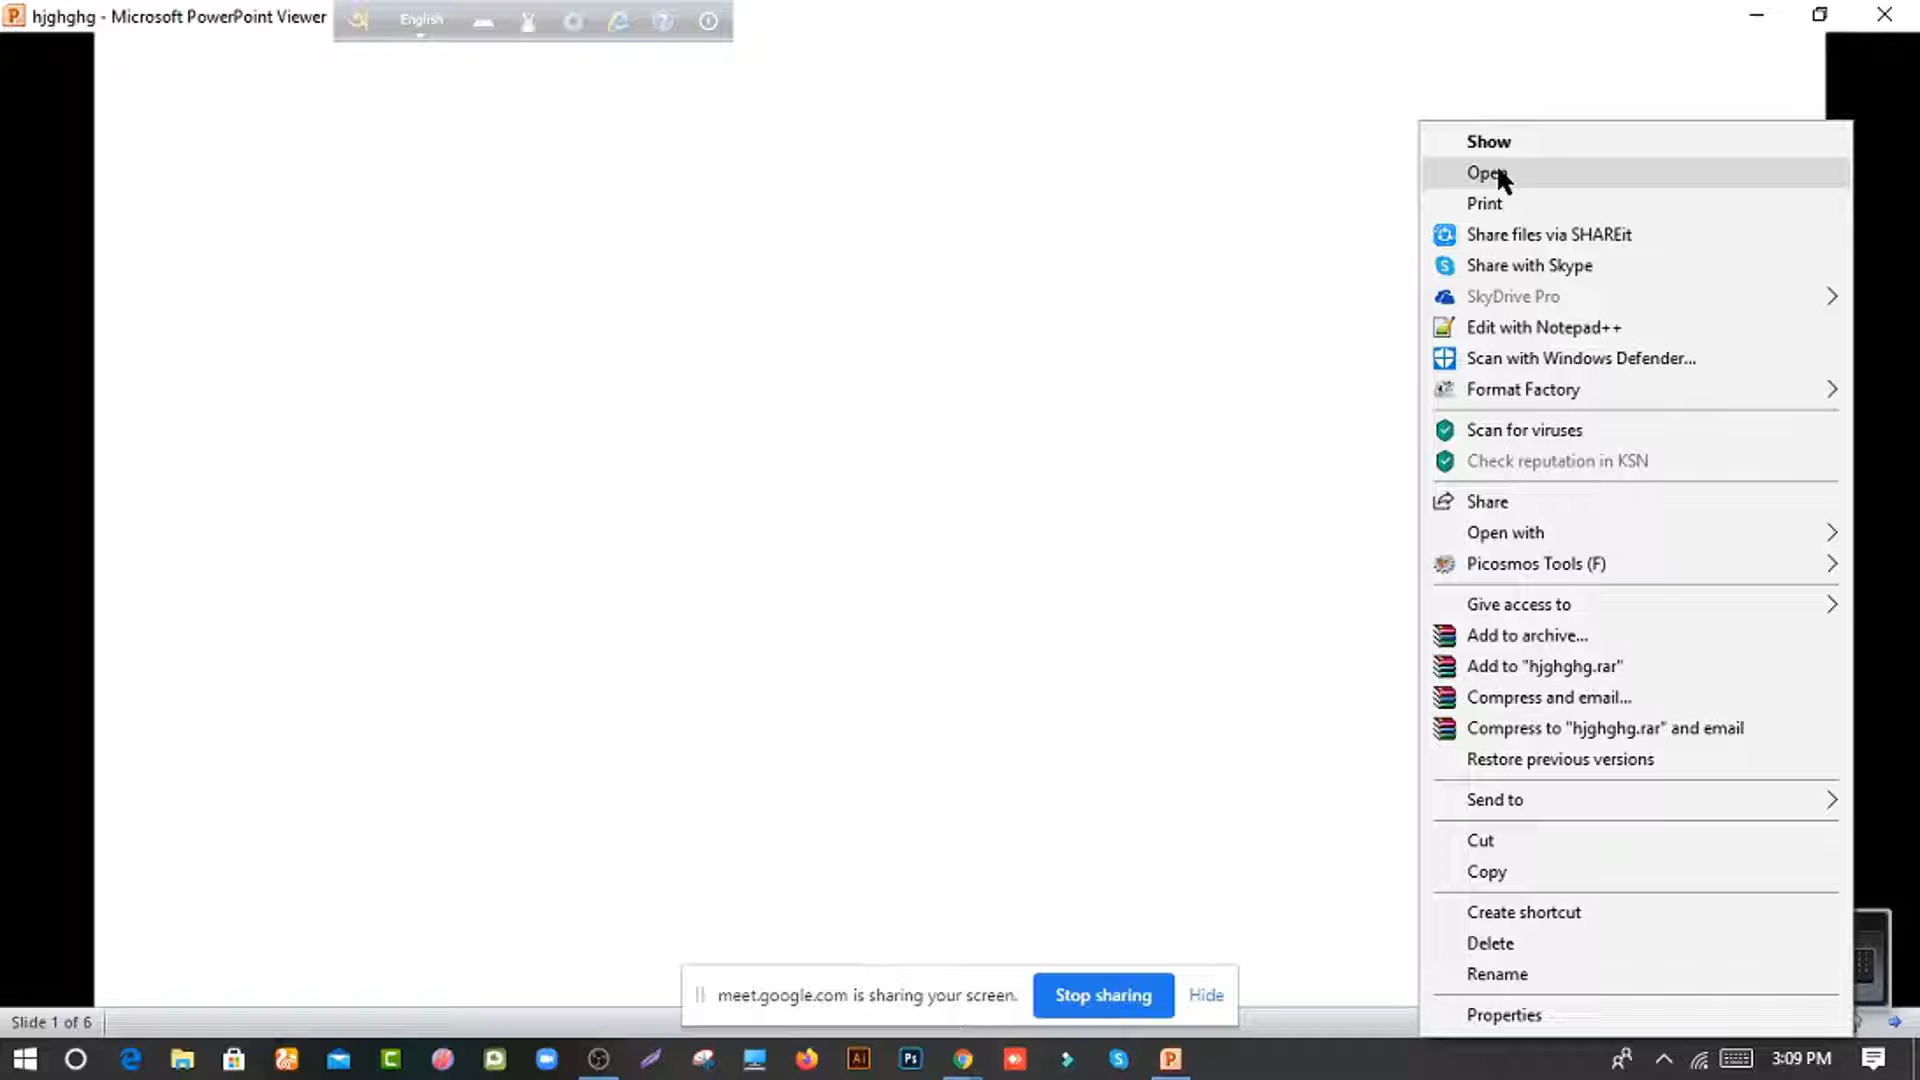 hjghghg - Microsoft PowerPoint Viewer
English
Show
Open
Print
Share files via SHAREit
Share with Skype
SkyDrive Pro
Edit with Notepad++
Scan with Windows Defender...
Format Factory
Scan for viruses
Check reputation in KSN
Share
Open with
Picosmos Tools (F)
Give access to
Add to archive...
Add to "hjghghg.rar"
Compress and email...
Compress to "hjghghg.rar" and email
Restore previous versions
Send to
Cut
Copy
Create shortcut
Delete
Rename
Properties
meet.google.com is sharing your screen.
Stop sharing
Hide
Slide 1 of 6
3:09 PM